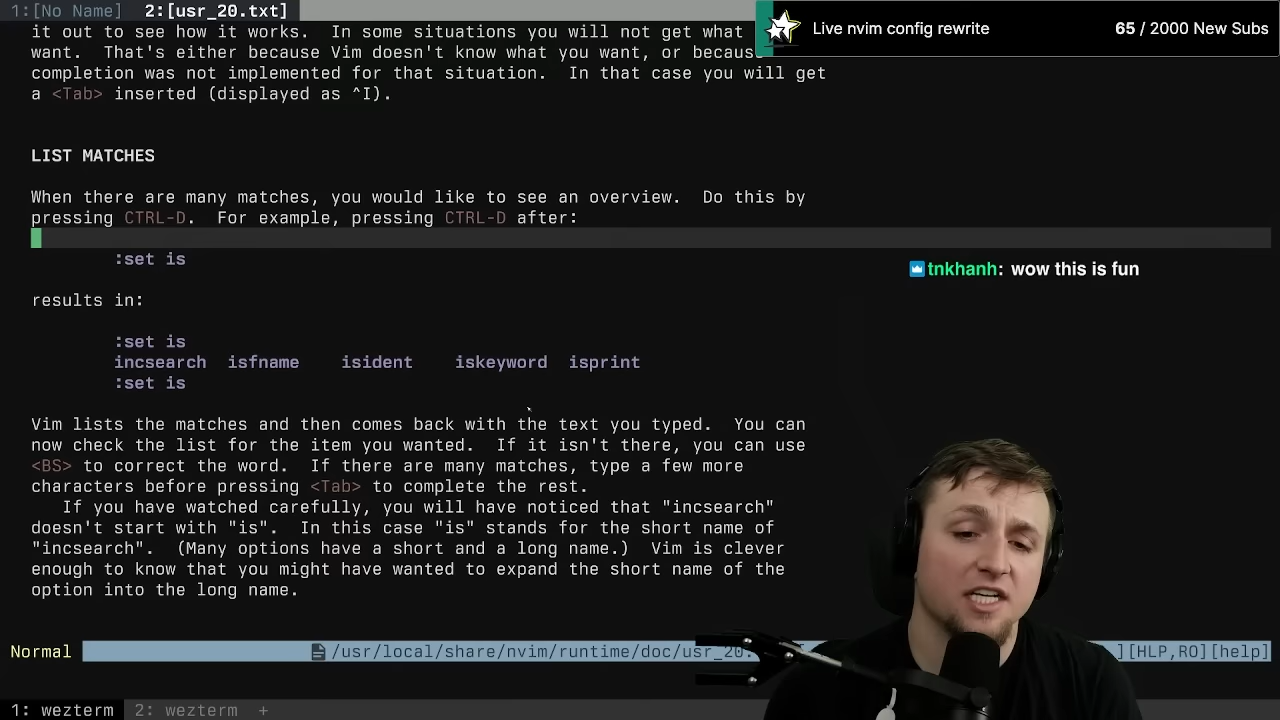 1:[No Name]  2:[usr_20.txt]
Live nvim config rewrite
65 / 2000 New Subs
it out to see how it works.  In some situations you will not get what
want.  That's either because Vim doesn't know what you want, or because
completion was not implemented for that situation.  In that case you will get
a <Tab> inserted (displayed as ^I).
LIST MATCHES
When there are many matches, you would like to see an overview.  Do this by
pressing CTRL-D.  For example, pressing CTRL-D after:
:set is
tnkhanh: wow this is fun
results in:
:set is
incsearch  isfname    isident    iskeyword  isprint
:set is
Vim lists the matches and then comes back with the text you typed.  You can
now check the list for the item you wanted.  If it isn't there, you can use
<BS> to correct the word.  If there are many matches, type a few more
characters before pressing <Tab> to complete the rest.
If you have watched carefully, you will have noticed that "incsearch"
doesn't start with "is".  In this case "is" stands for the short name of
"incsearch".  (Many options have a short and a long name.)  Vim is clever
enough to know that you might have wanted to expand the short name of the
option into the long name.
Normal /usr/local/share/nvim/runtime/doc/usr_20. ][HLP,RO][help]
1: wezterm  2: wezterm  +